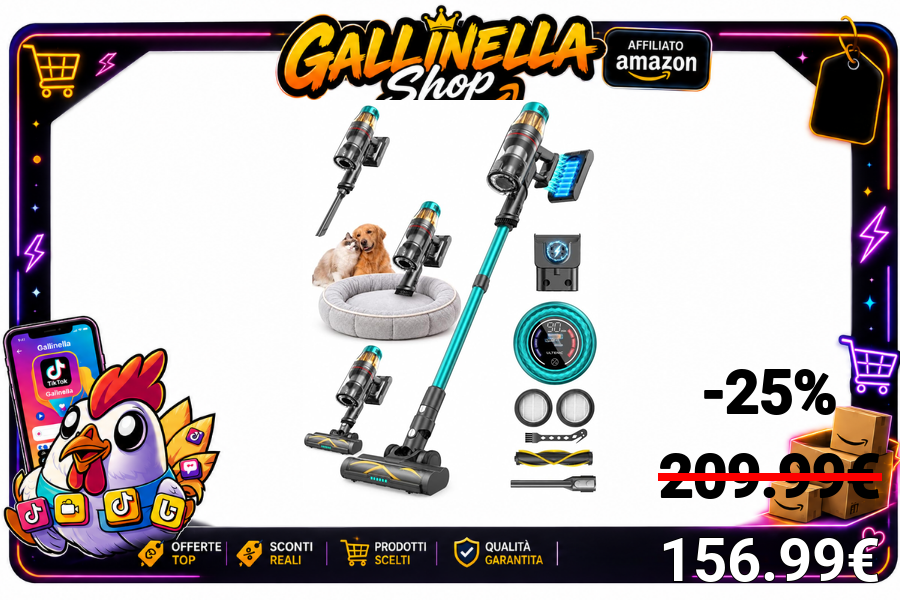 GALLINELLA
Shop
AFFILIATO
amazon
Gallinella
TikTok
Gallinella
90
-25%
209.99€
156.99€
OFFERTE
TOP
SCONTI
REALI
PRODOTTI
SCELTI
QUALITÀ
GARANTITA